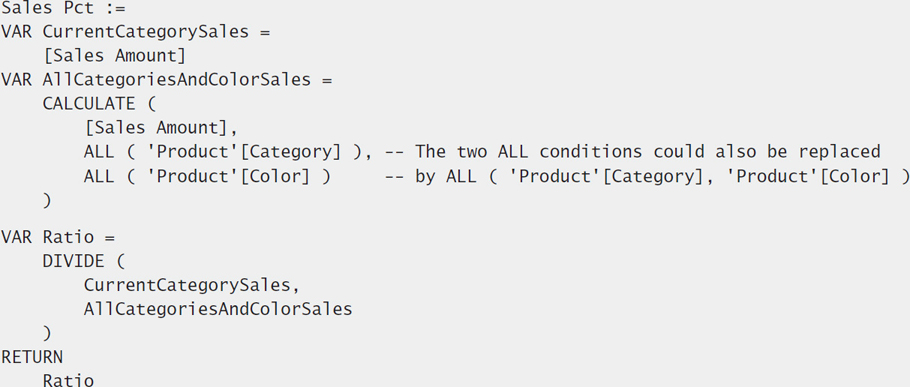 Sales Pct :=
VAR CurrentCategorySales =
    [Sales Amount]
VAR AllCategoriesAndColorSales =
    CALCULATE (
        [Sales Amount],
        ALL ( 'Product'[Category] ), -- The two ALL conditions could also be replaced
        ALL ( 'Product'[Color] )     -- by ALL ( 'Product'[Category], 'Product'[Color] )
    )
VAR Ratio =
    DIVIDE (
        CurrentCategorySales,
        AllCategoriesAndColorSales
    )
RETURN
    Ratio